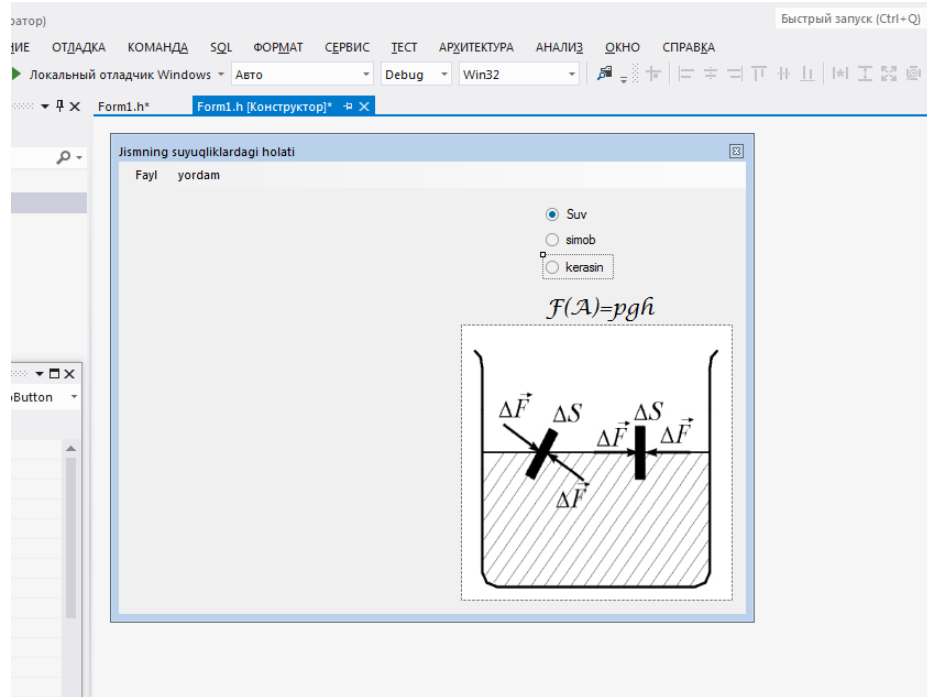 ратор)
Быстрый запуск (Ctrl+Q)
ОТЛАДКА КОМАНДА SQL ФОРМАТ СЕРВИС ТЕСТ АРХИТЕКТУРА АНАЛИЗ ОКНО СПРАВКА
Локальный отладчик Windows Авто Debug Win32
Form1.h* Form1.h [Конструктор]*
Jismning suyuqliklardagi holati
Fayl yordam
Suv
simob
kerasin
F(A)=pgh
ΔF⃗ ΔS ΔF⃗ ΔS ΔF⃗
ΔF⃗
Button